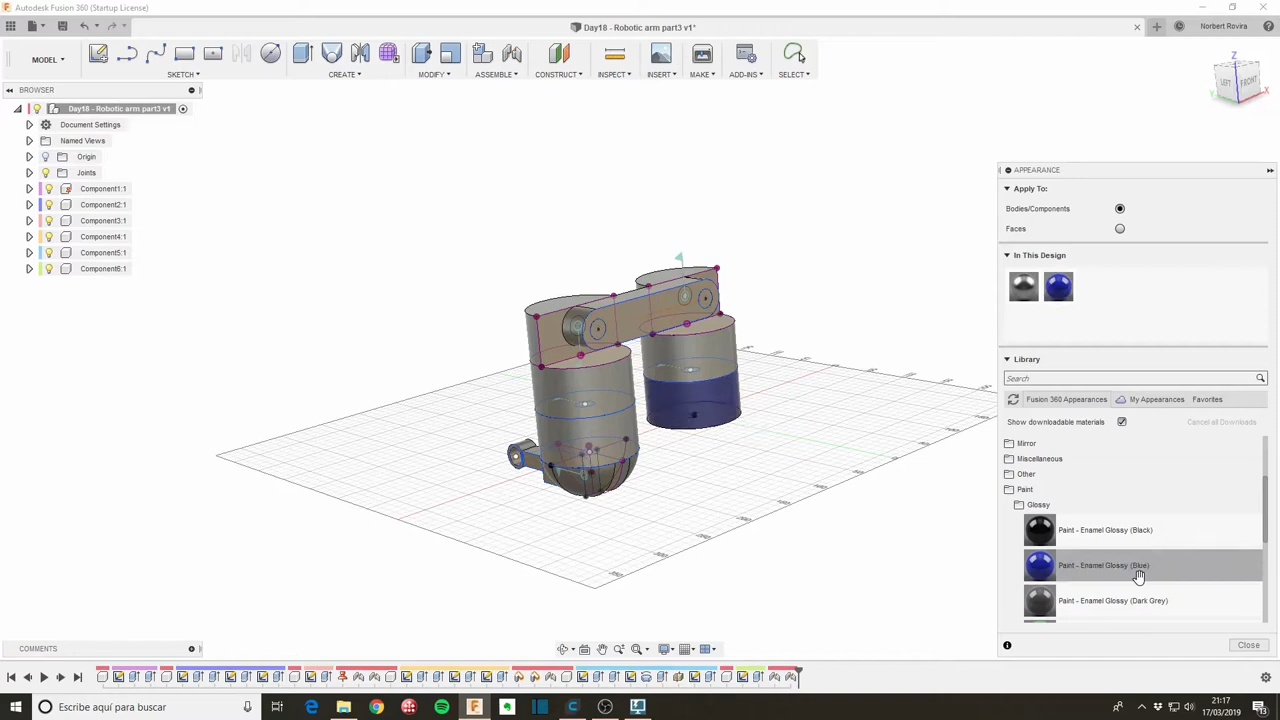 Autodesk Fusion 360 (Startup License)
Day18 - Robotic arm part3 v1*
Norbert Rovira
MODEL
SKETCH
CREATE
MODIFY
ASSEMBLE
CONSTRUCT
INSPECT
INSERT
MAKE
ADD-INS
SELECT
BROWSER
Day18 - Robotic arm part3 v1
Document Settings
Named Views
Origin
Joints
Component1:1
Component2:1
Component3:1
Component4:1
Component5:1
Component6:1
Z
LEFT
FRONT
Y
X
APPEARANCE
Apply To:
Bodies/Components
Faces
In This Design
Library
Search
Fusion 360 Appearances
My Appearances
Favorites
Show downloadable materials
Cancel all Downloads
Mirror
Miscellaneous
Other
Paint
Glossy
Paint - Enamel Glossy (Black)
Paint - Enamel Glossy (Blue)
Paint - Enamel Glossy (Dark Grey)
Close
COMMENTS
Escribe aquí para buscar
21:17
17/03/2019
13